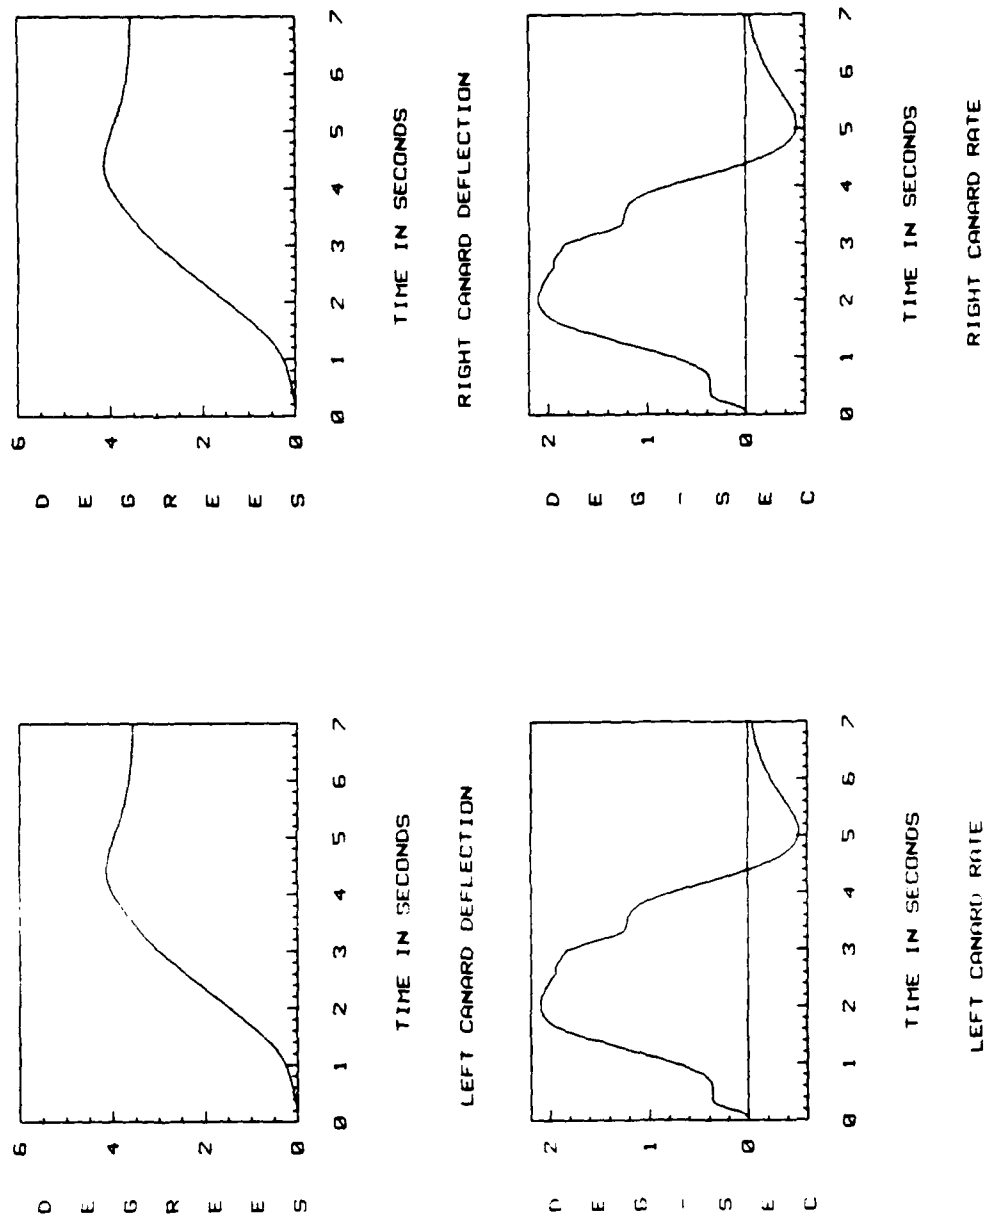 D E G R E E S
6
4
2
0
0 1 2 3 4 5 6 7
TIME IN SECONDS
LEFT CANARD DEFLECTION
D E G R E E S
6
4
2
0
0 1 2 3 4 5 6 7
TIME IN SECONDS
RIGHT CANARD DEFLECTION
D E G - S E C
2
1
0
0 1 2 3 4 5 6 7
TIME IN SECONDS
LEFT CANARD RATE
D E G - S E C
2
1
0
0 1 2 3 4 5 6 7
TIME IN SECONDS
RIGHT CANARD RATE